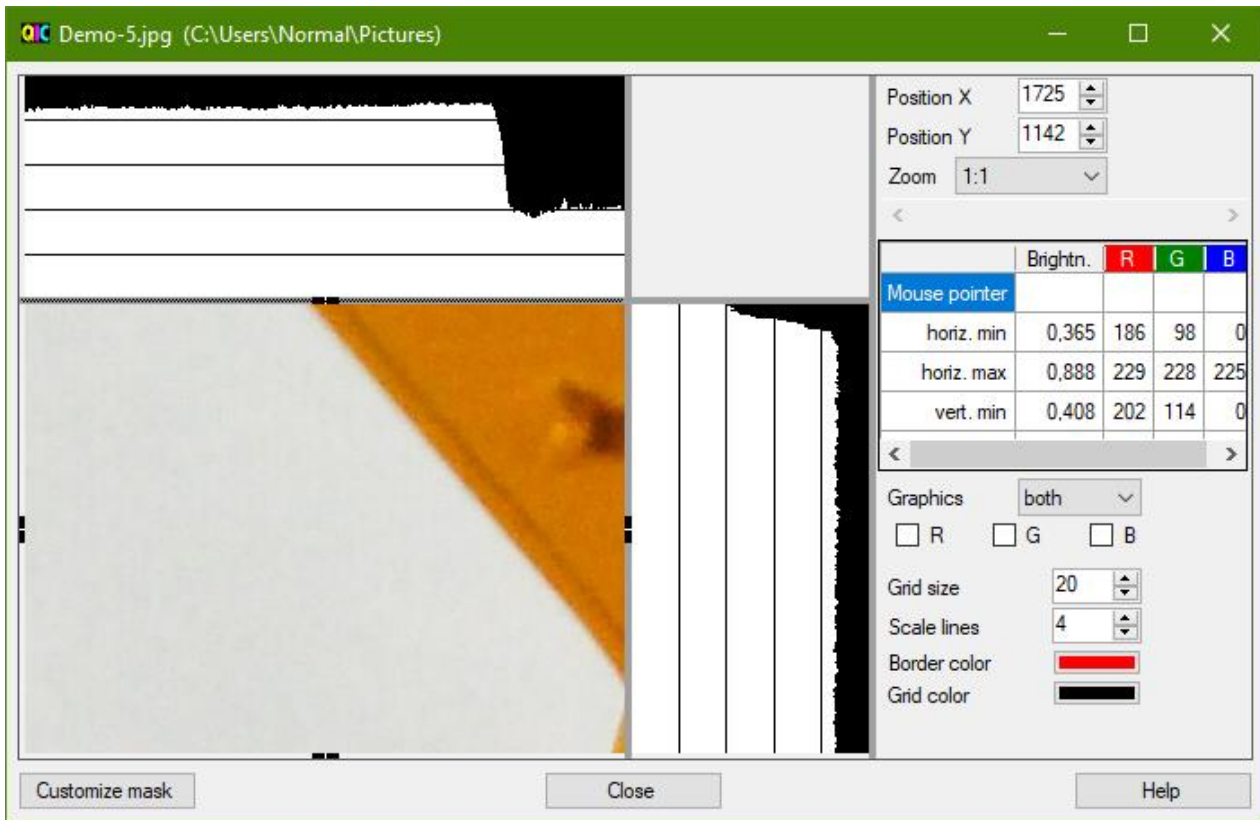 QIC Demo-5.jpg (C:\Users\Normal\Pictures)
Position X 1725
Position Y 1142
Zoom 1:1
Brightn. R G B
Mouse pointer
horiz. min 0,365 186 98 0
horiz. max 0,888 229 228 225
vert. min 0,408 202 114 0
Graphics both
R G B
Grid size 20
Scale lines 4
Border color
Grid color
Customize mask Close Help